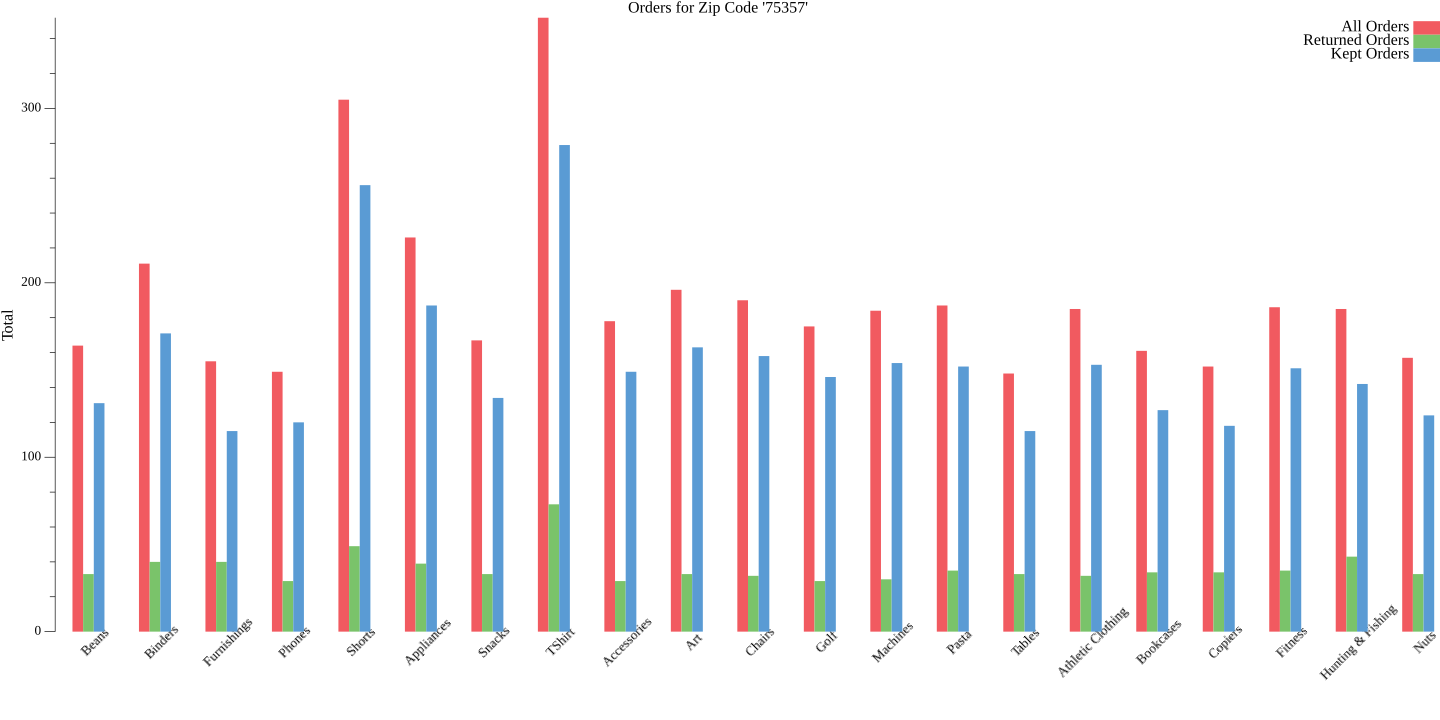 Orders for Zip Code '75357'
All Orders
Returned Orders
Kept Orders
Total
300
200
100
0
Beans
Binders
Furnishings
Phones
Shorts
Appliances
Snacks
TShirt
Accessories
Art
Chairs
Golf
Machines
Pasta
Tables
Athletic Clothing
Bookcases
Copiers
Fitness
Hunting & Fishing
Nuts